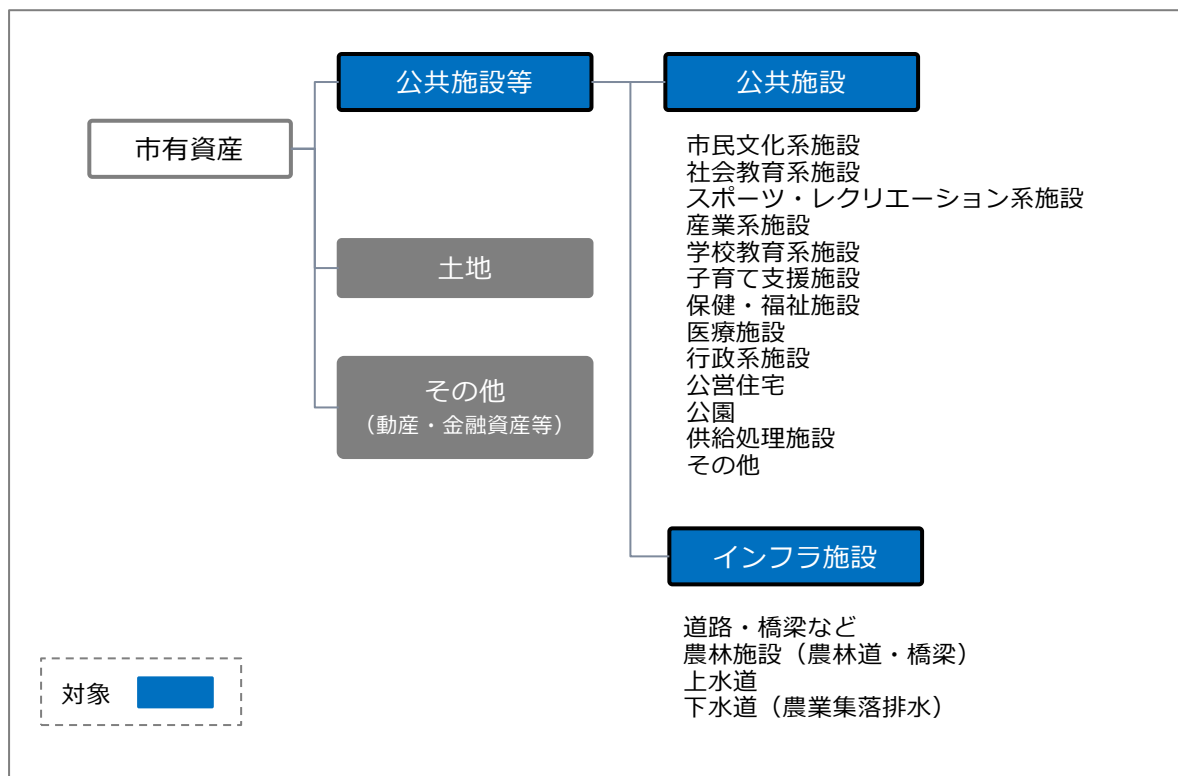 市有資産
公共施設等
土地
その他
（動産・金融資産等）
公共施設
市民文化系施設
社会教育系施設
スポーツ・レクリエーション系施設
産業系施設
学校教育系施設
子育て支援施設
保健・福祉施設
医療施設
行政系施設
公営住宅
公園
供給処理施設
その他
インフラ施設
道路・橋梁など
農林施設（農林道・橋梁）
上水道
下水道（農業集落排水）
対象